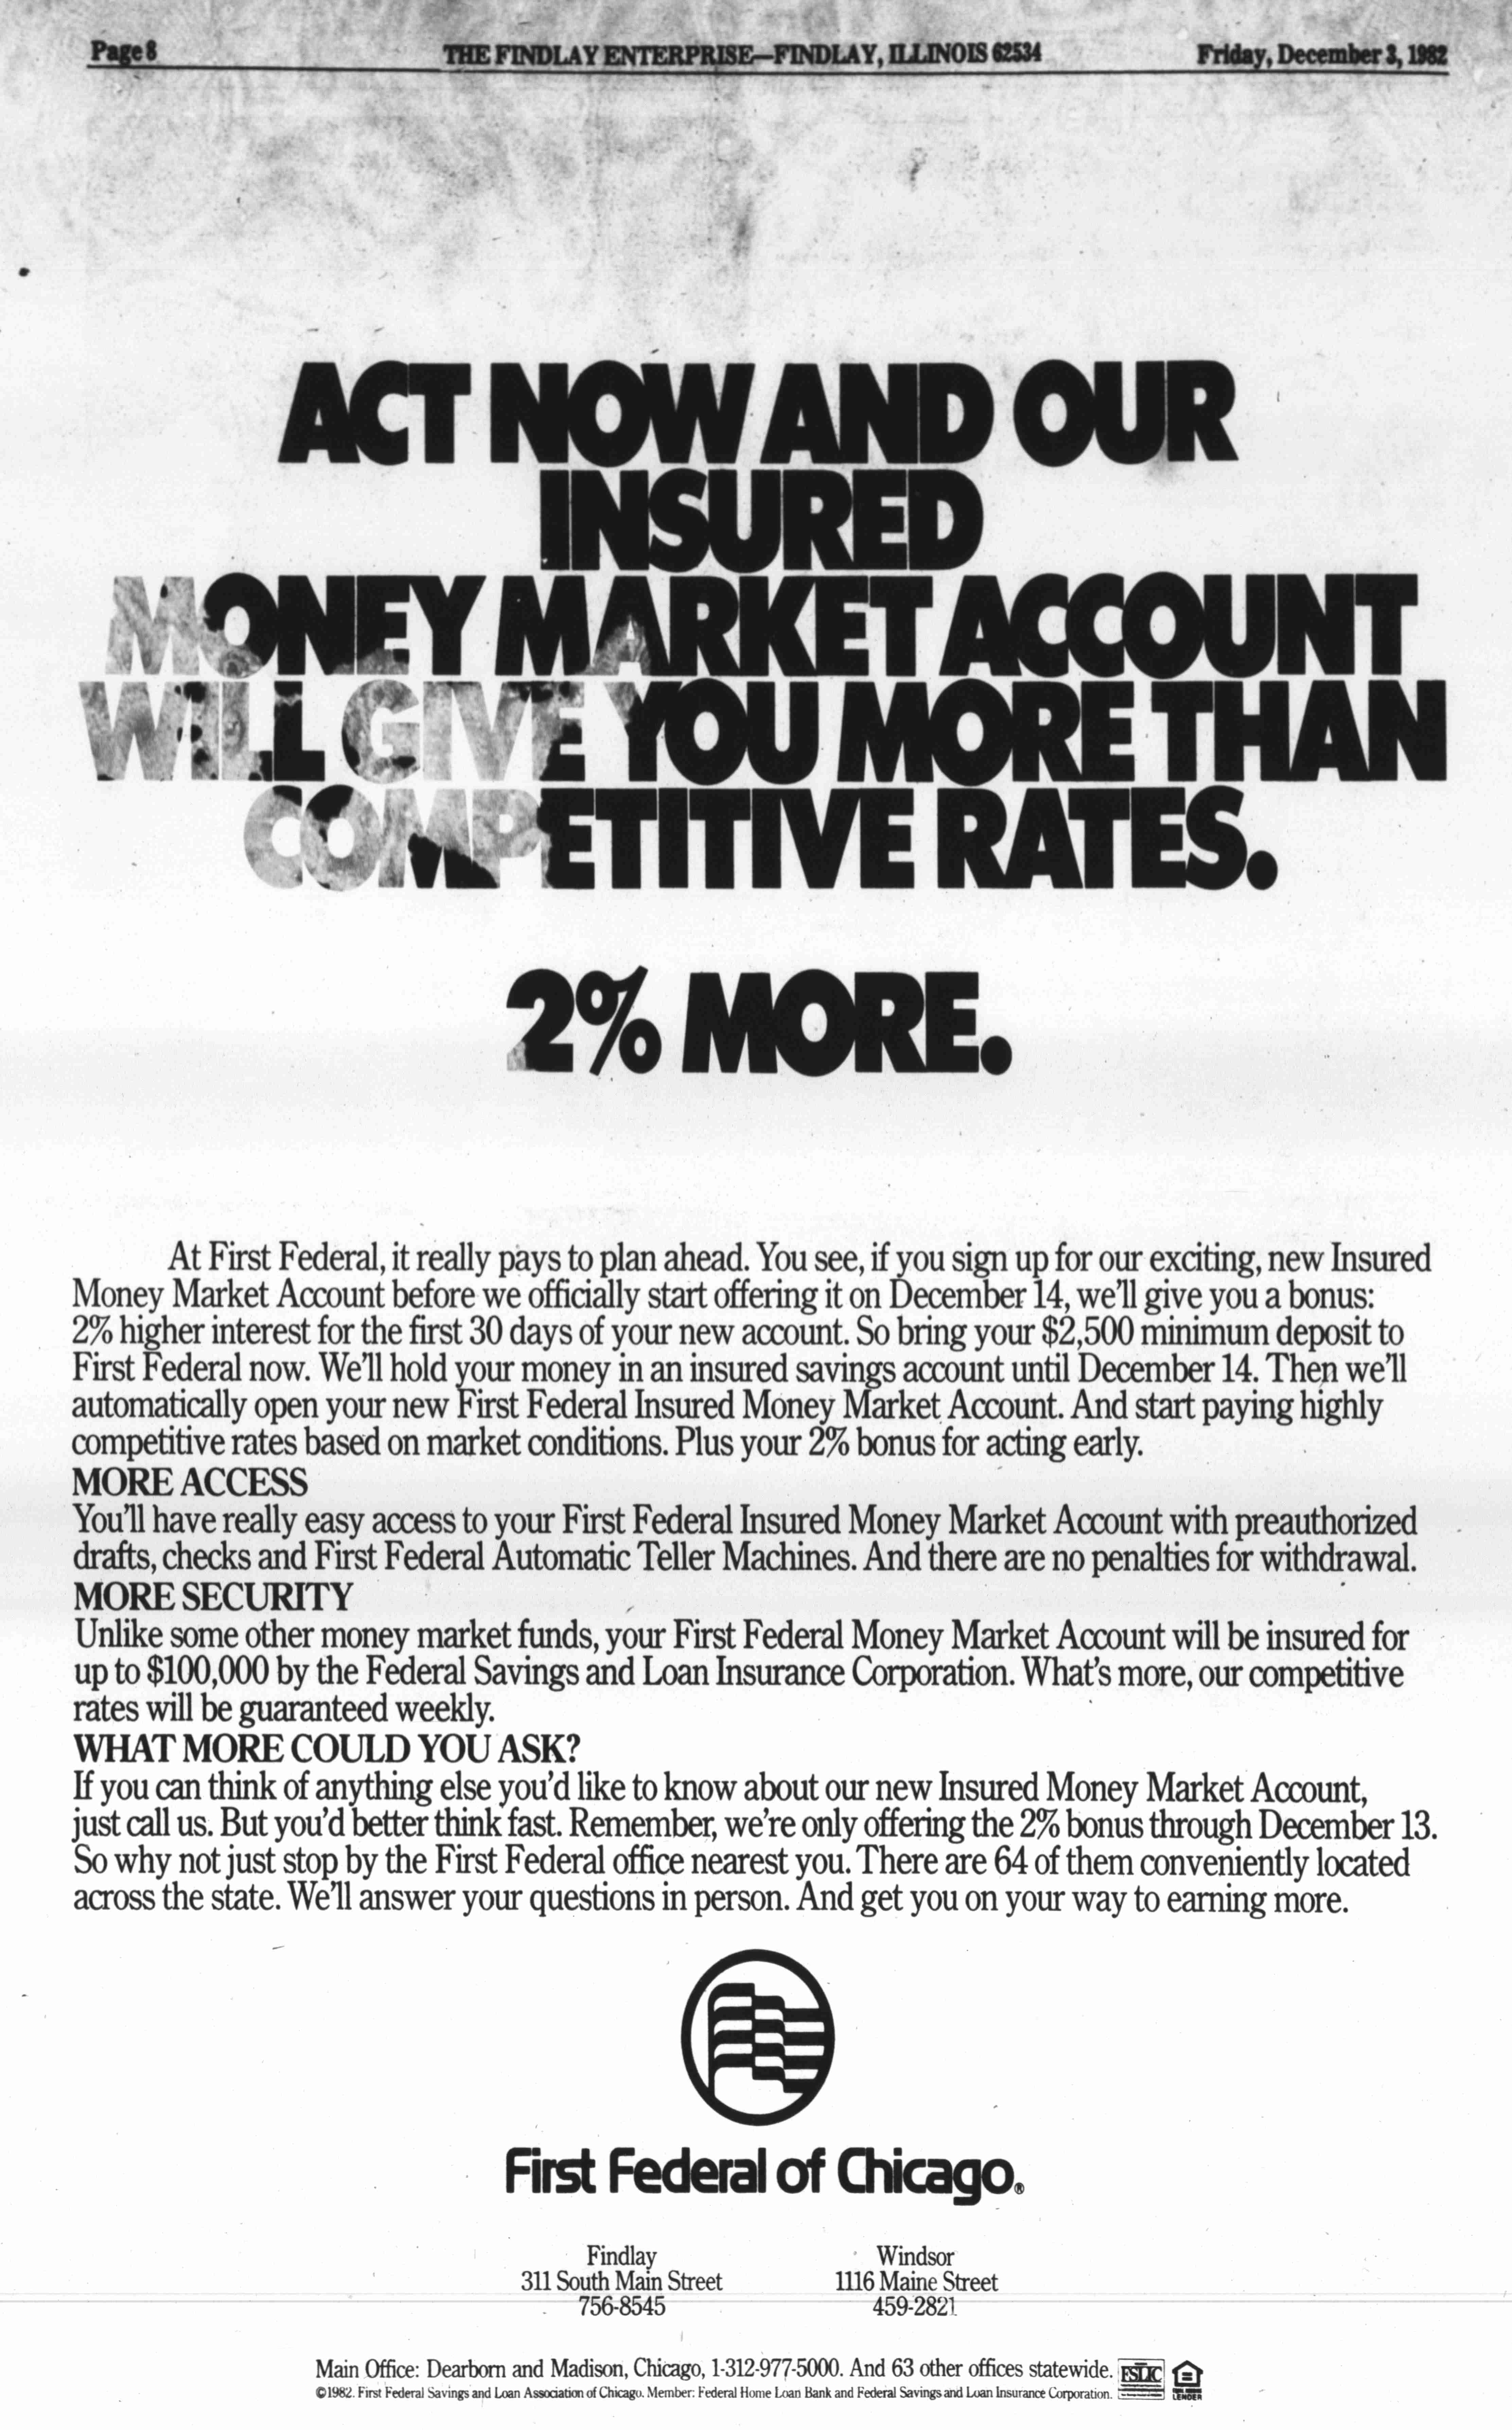 Page 8 THE FINDLAY ENTERPRISE—FINDLAY, ILLINOIS 62534 Friday, December 3, 1982
ACT NOW AND OUR
INSURED
MONEY MARKET ACCOUNT
WILL GIVE YOU MORE THAN
COMPETITIVE RATES.
2% MORE.
At First Federal, it really pays to plan ahead. You see, if you sign up for our exciting, new Insured
Money Market Account before we officially start offering it on December 14, we'll give you a bonus:
2% higher interest for the first 30 days of your new account. So bring your $2,500 minimum deposit to
First Federal now. We'll hold your money in an insured savings account until December 14. Then we'll
automatically open your new First Federal Insured Money Market Account. And start paying highly
competitive rates based on market conditions. Plus your 2% bonus for acting early.
MORE ACCESS
You'll have really easy access to your First Federal Insured Money Market Account with preauthorized
drafts, checks and First Federal Automatic Teller Machines. And there are no penalties for withdrawal.
MORE SECURITY
Unlike some other money market funds, your First Federal Money Market Account will be insured for
up to $100,000 by the Federal Savings and Loan Insurance Corporation. What's more, our competitive
rates will be guaranteed weekly.
WHAT MORE COULD YOU ASK?
If you can think of anything else you'd like to know about our new Insured Money Market Account,
just call us. But you'd better think fast. Remember, we're only offering the 2% bonus through December 13.
So why not just stop by the First Federal office nearest you. There are 64 of them conveniently located
across the state. We'll answer your questions in person. And get you on your way to earning more.
First Federal of Chicago.®
Findlay
311 South Main Street
756-8545
Windsor
1116 Maine Street
459-2821
Main Office: Dearborn and Madison, Chicago, 1-312-977-5000. And 63 other offices statewide.
©1982. First Federal Savings and Loan Association of Chicago. Member: Federal Home Loan Bank and Federal Savings and Loan Insurance Corporation.
FSLIC
LENDER